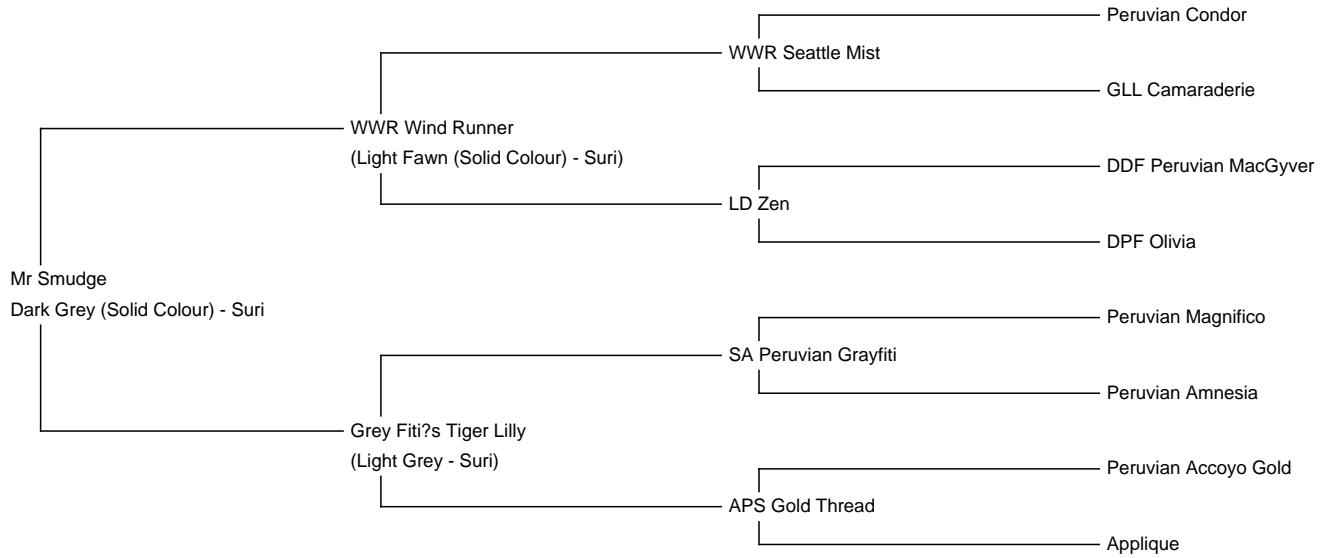 Peruvian Condor
WWR Seattle Mist
GLL Camaraderie
WWR Wind Runner
(Light Fawn (Solid Colour) - Suri)
DDF Peruvian MacGyver
LD Zen
DPF Olivia
Mr Smudge
Dark Grey (Solid Colour) - Suri
Peruvian Magnifico
SA Peruvian Grayfiti
Peruvian Amnesia
Grey Fiti?s Tiger Lilly
(Light Grey - Suri)
Peruvian Accoyo Gold
APS Gold Thread
Applique